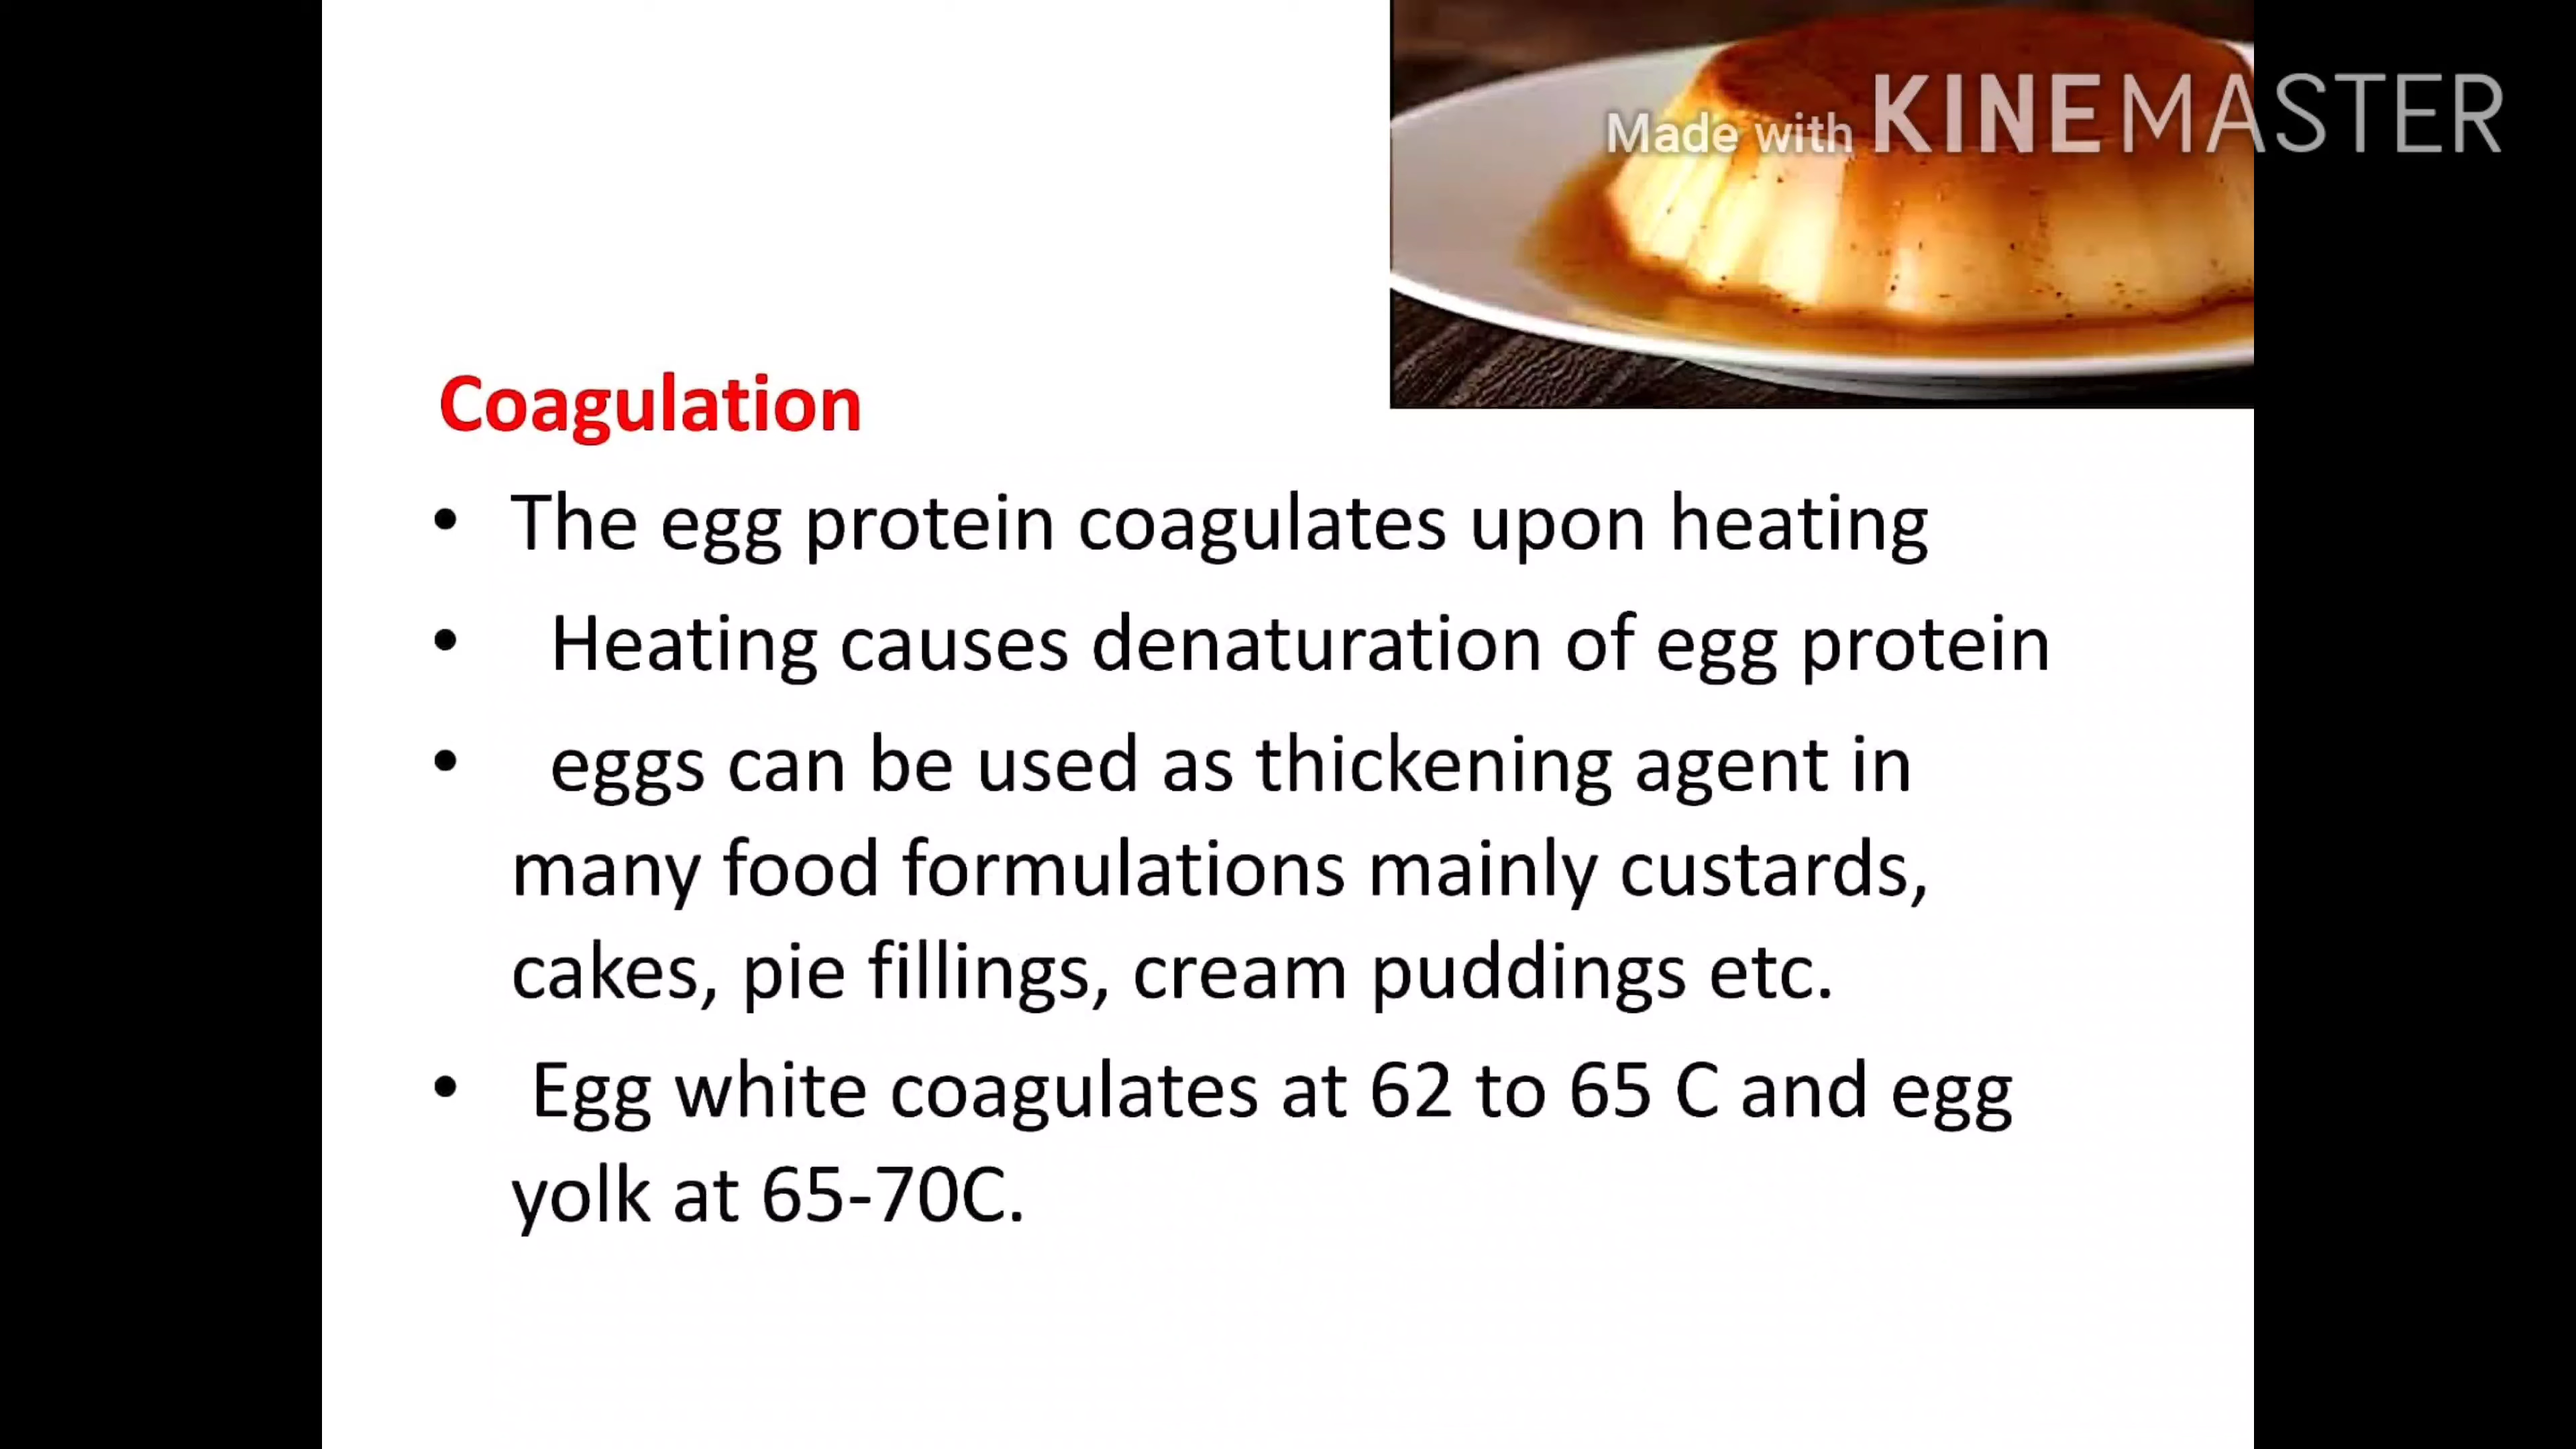 Made with KINEMASTER
Coagulation
• The egg protein coagulates upon heating
• Heating causes denaturation of egg protein
• eggs can be used as thickening agent in
many food formulations mainly custards,
cakes, pie fillings, cream puddings etc.
• Egg white coagulates at 62 to 65 C and egg
yolk at 65-70C.